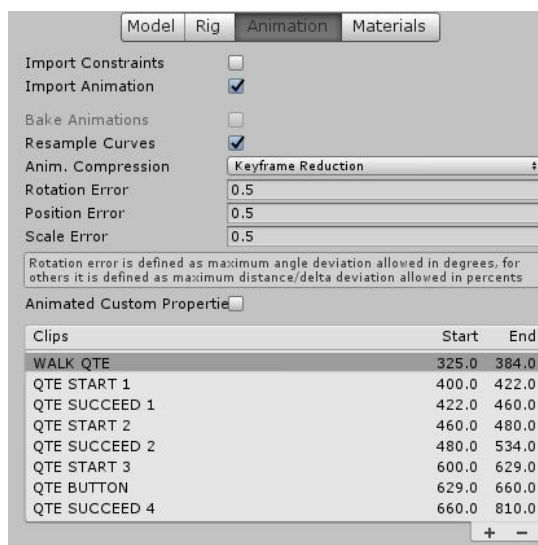 Model Rig Animation Materials
Import Constraints
Import Animation
Bake Animations
Resample Curves
Anim. Compression Keyframe Reduction
Rotation Error 0.5
Position Error 0.5
Scale Error 0.5
Rotation error is defined as maximum angle deviation allowed in degrees, for
others it is defined as maximum distance/delta deviation allowed in percents
Animated Custom Propertie
Clips Start End
WALK QTE 325.0 384.0
QTE START 1 400.0 422.0
QTE SUCCEED 1 422.0 460.0
QTE START 2 460.0 480.0
QTE SUCCEED 2 480.0 534.0
QTE START 3 600.0 629.0
QTE BUTTON 629.0 660.0
QTE SUCCEED 4 660.0 810.0
+ −